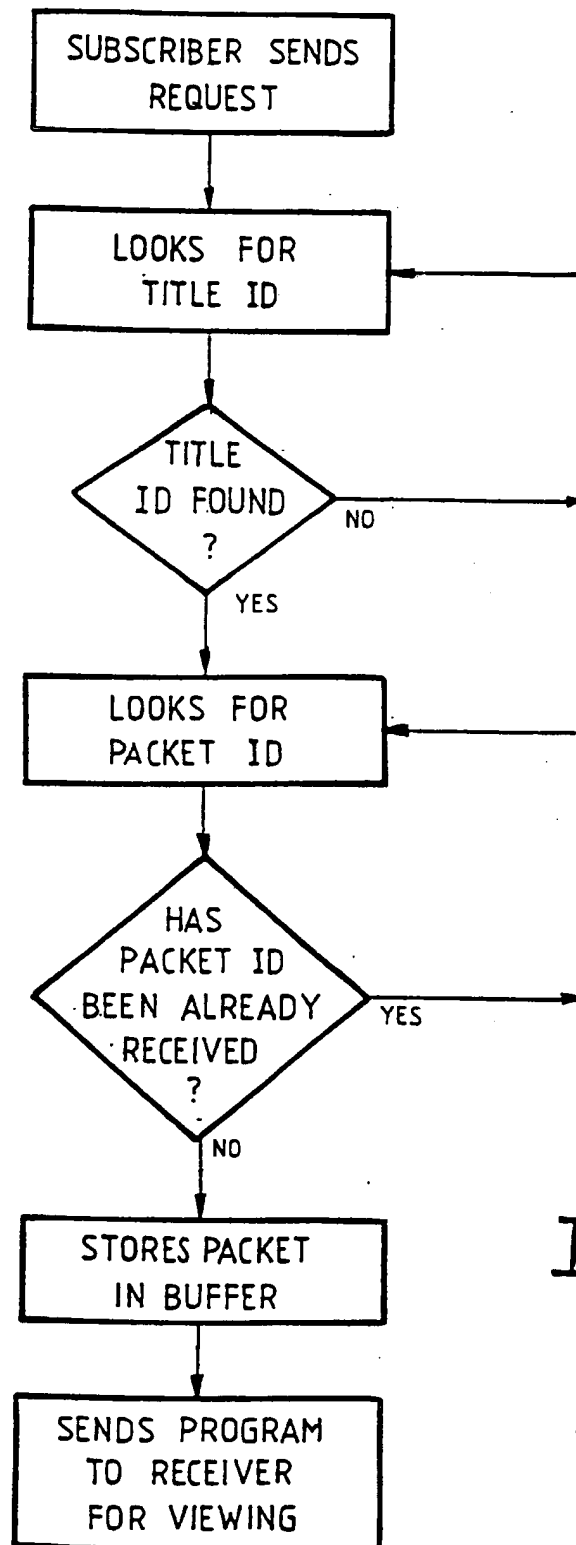 SUBSCRIBER SENDS
REQUEST
LOOKS FOR
TITLE ID
TITLE
ID FOUND
?
NO
YES
LOOKS FOR
PACKET ID
HAS
PACKET ID
BEEN ALREADY
RECEIVED
?
YES
NO
STORES PACKET
IN BUFFER
SENDS PROGRAM
TO RECEIVER
FOR VIEWING